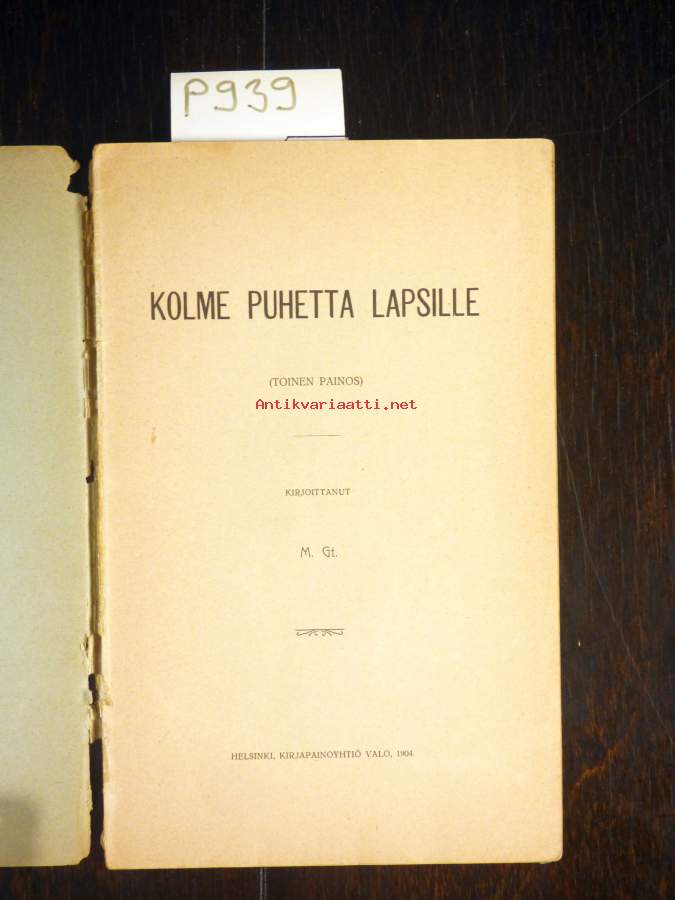 P939
KOLME PUHETTA LAPSILLE
(TOINEN PAINOS)
Antikvariaatti.net
KIRJOITTANUT
M. Gt.
HELSINKI, KIRJAPAINOYHTIÖ VALO, 1904